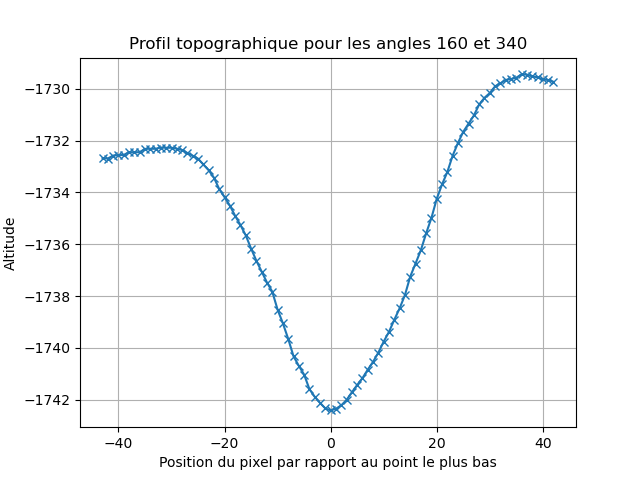 Profil topographique pour les angles 160 et 340
−1730
−1732
−1734
−1736
−1738
−1740
−1742
Altitude
−40 −20 0 20 40
Position du pixel par rapport au point le plus bas